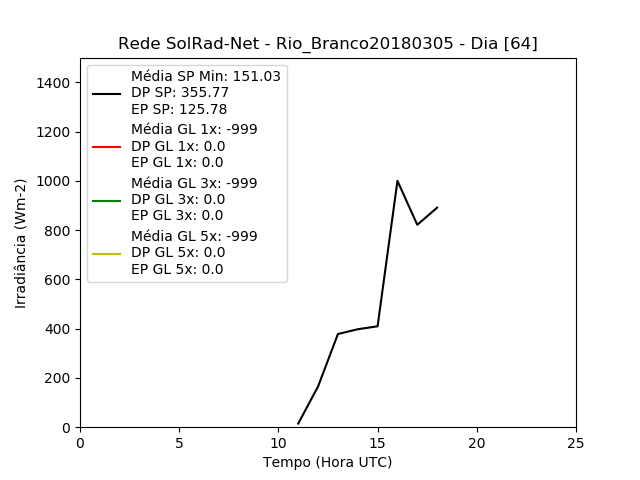 Rede SolRad-Net - Rio_Branco20180305 - Dia [64]
Média SP Min: 151.03
DP SP: 355.77
EP SP: 125.78
Média GL 1x: -999
DP GL 1x: 0.0
EP GL 1x: 0.0
Média GL 3x: -999
DP GL 3x: 0.0
EP GL 3x: 0.0
Média GL 5x: -999
DP GL 5x: 0.0
EP GL 5x: 0.0
Irradiância (Wm-2)
1400
1200
1000
800
600
400
200
0
0 5 10 15 20 25
Tempo (Hora UTC)